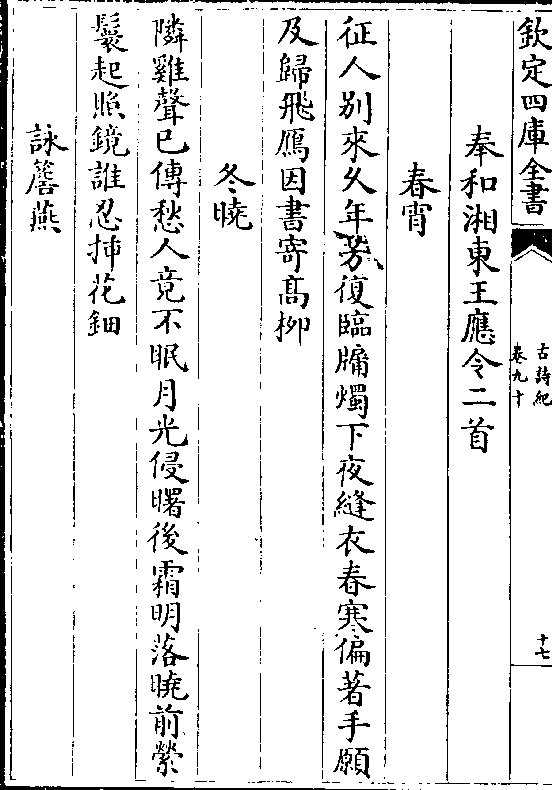 欽定四庫全書
古詩紀
卷九十
十七
奉和湘東王應令二首
春宵
征人別來久年芳復臨牖燭下夜縫衣春寒偏著手願
及歸飛鴈因書寄髙栁
冬曉
隣雞聲已傳愁人竟不眠月光侵曙後霜明落曉前縈
鬟起照鏡誰忍挿花鈿
詠簷燕